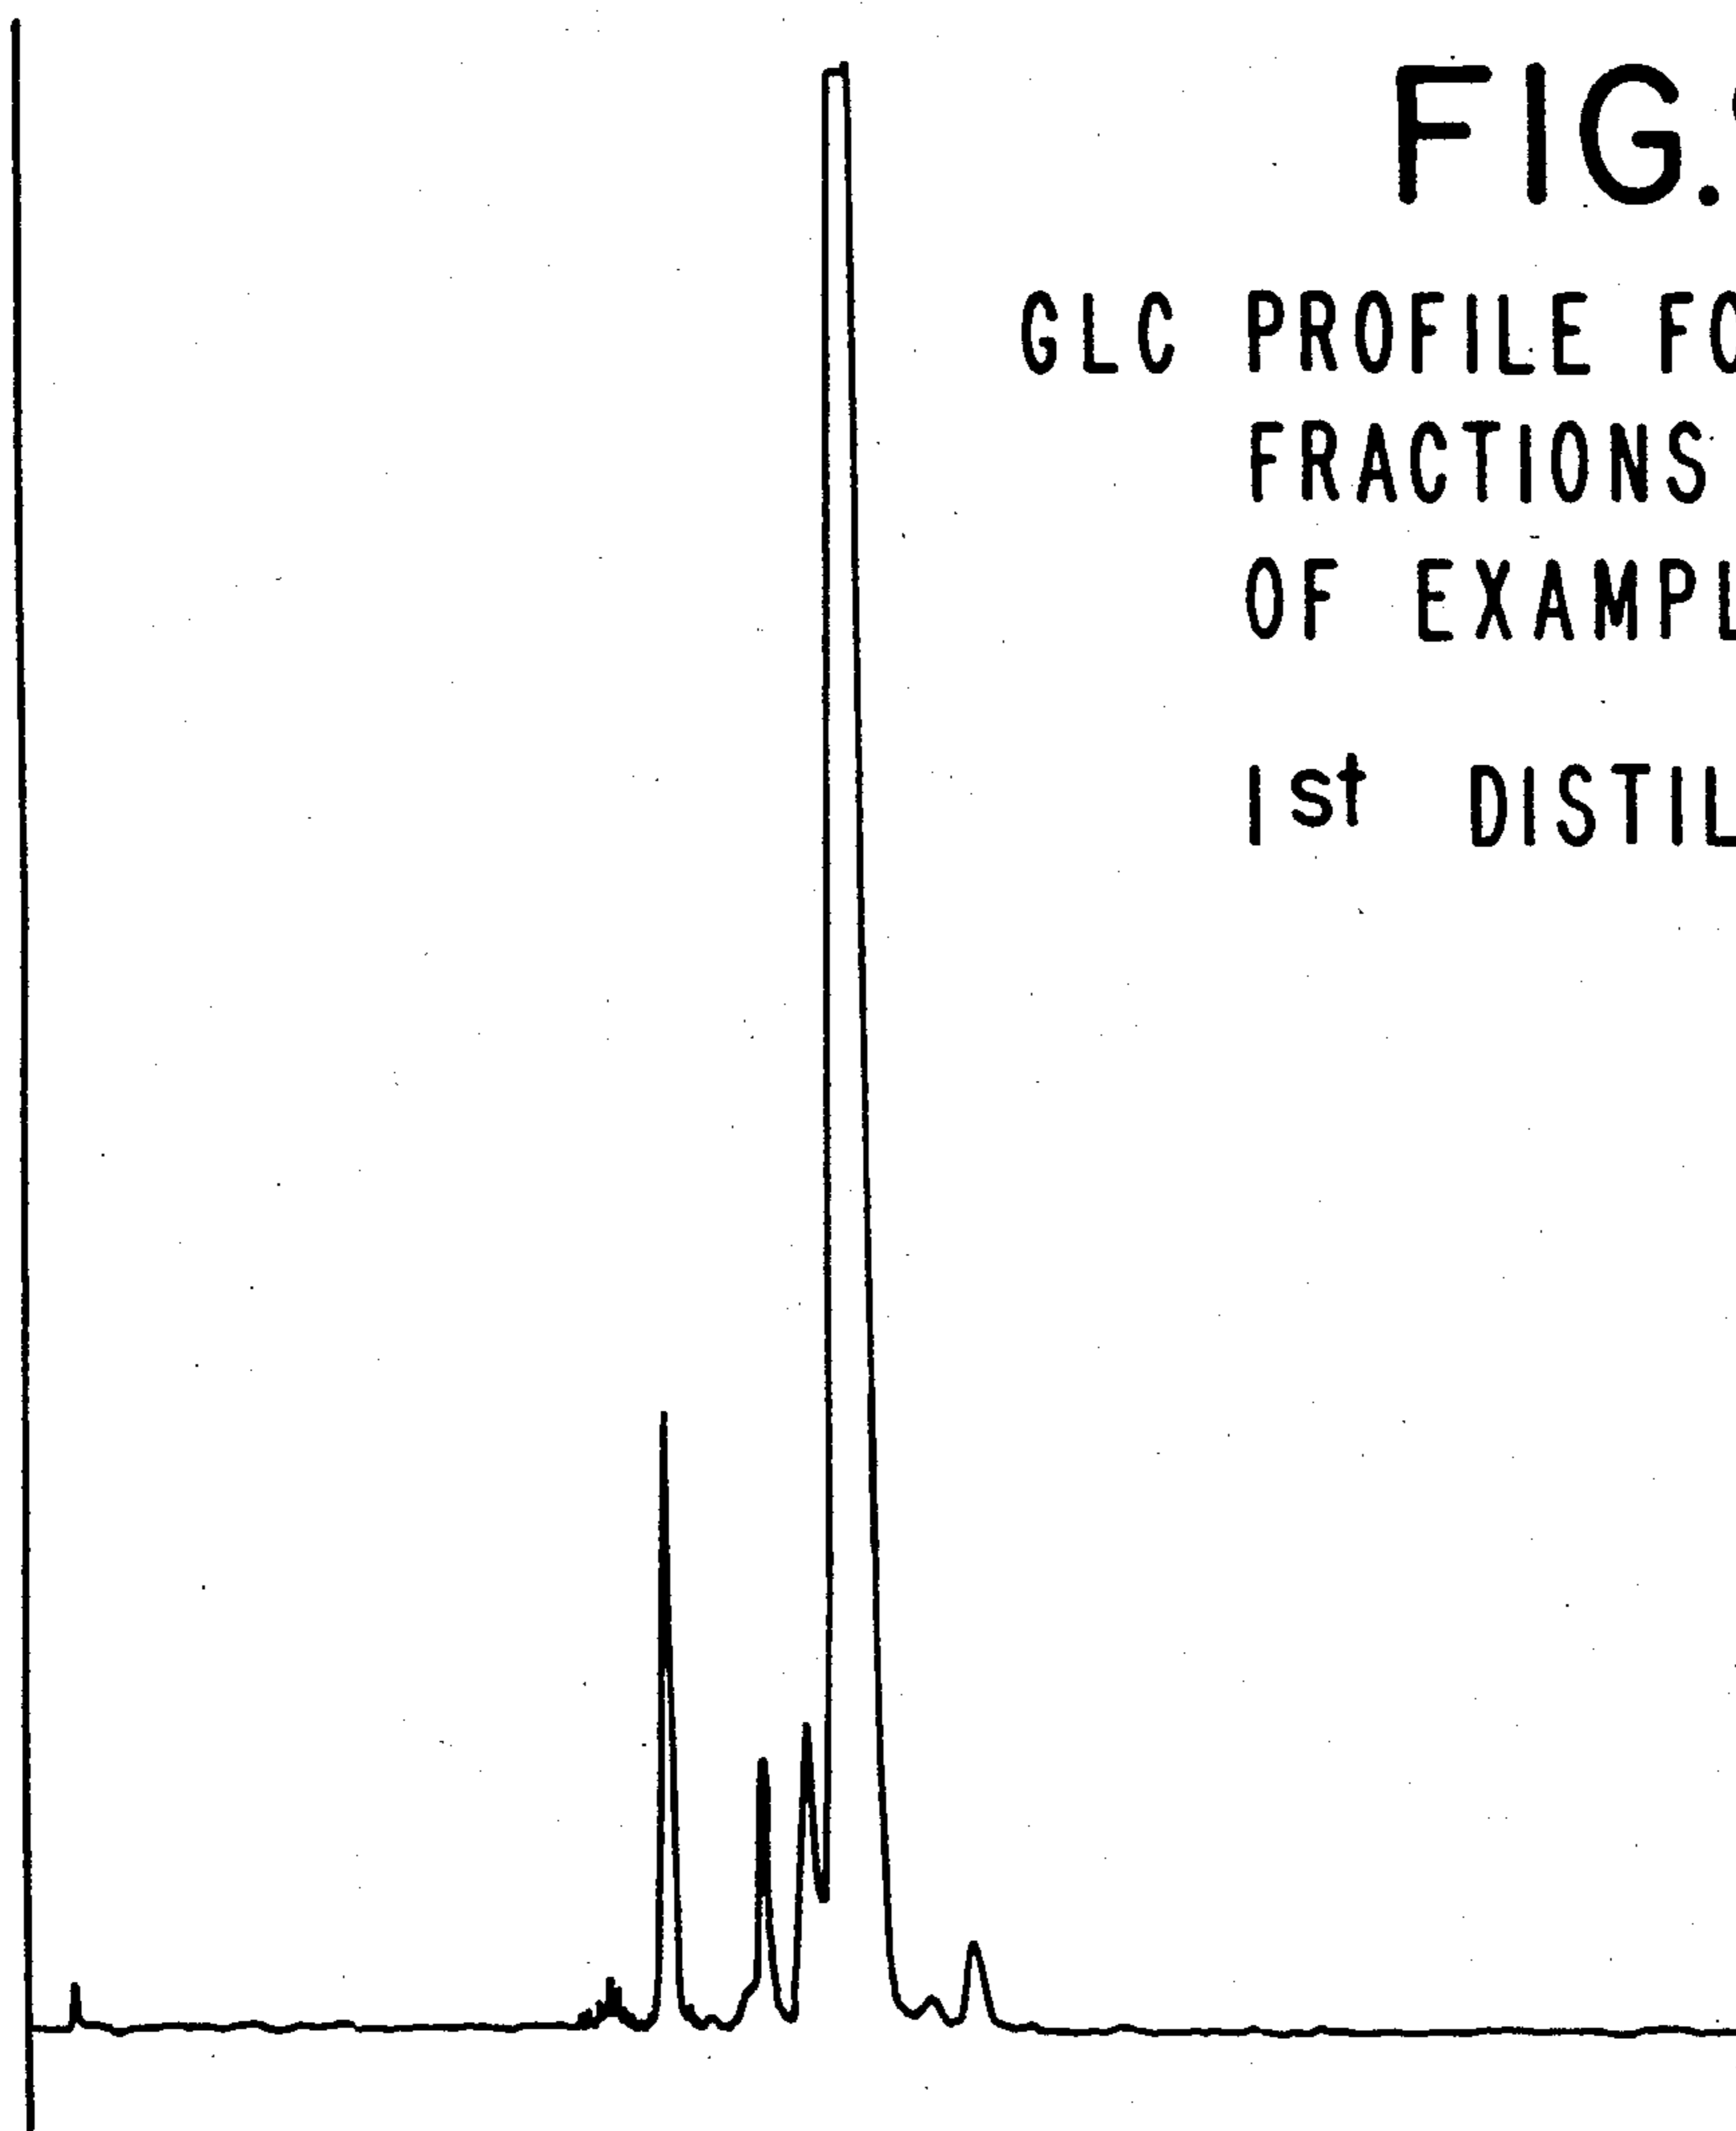 FIG.
GLC PROFILE FO
FRACTIONS
OF EXAMPL
1st DISTIL